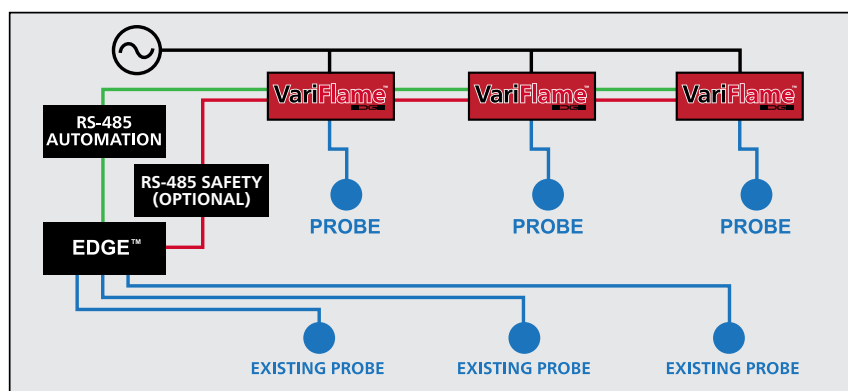 VariFlame™
VariFlame™
VariFlame™
RS-485
AUTOMATION
RS-485 SAFETY
(OPTIONAL)
PROBE
PROBE
PROBE
EDGE™
EXISTING PROBE
EXISTING PROBE
EXISTING PROBE